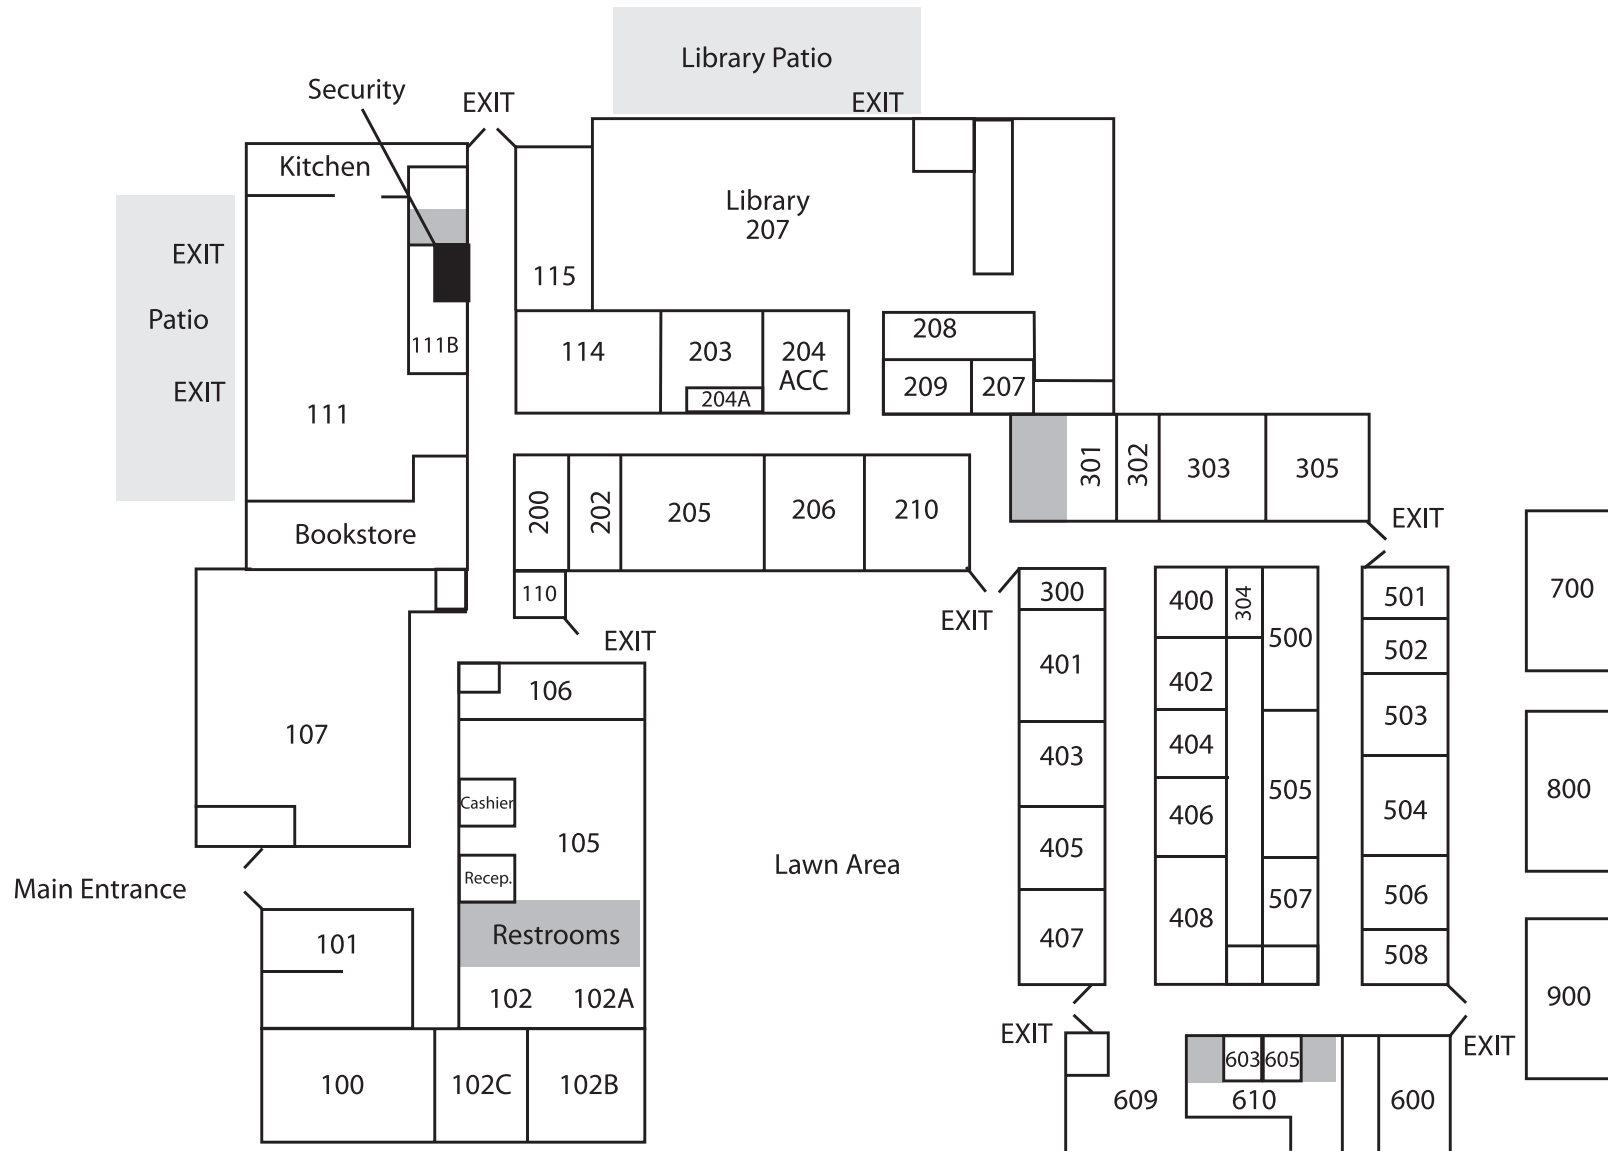 Library Patio
Security
EXIT
EXIT
Kitchen
Library
207
EXIT
115
Patio
111B
114
203
204
ACC
208
209
207
204A
EXIT
111
301
302
303
305
200
202
205
206
210
EXIT
Bookstore
110
300
400
304
500
501
700
EXIT
EXIT
401
402
502
106
107
403
404
503
Cashier
105
405
406
505
504
800
Recep.
Lawn Area
Main Entrance
Restrooms
101
407
408
507
506
508
102
102A
900
EXIT
EXIT
603
605
100
102C
102B
609
610
600